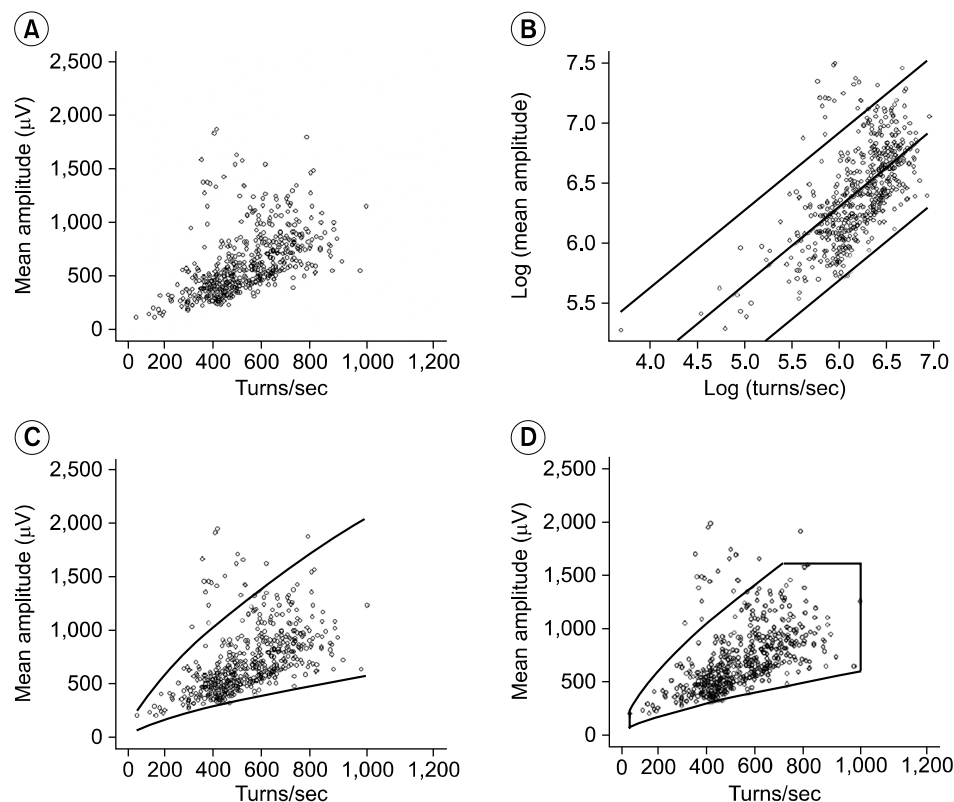 A
Mean amplitude (μV)
2,500
2,000
1,500
1,000
500
0
0 200 400 600 800 1,000 1,200
Turns/sec
B
Log (mean amplitude)
7.5
7.0
6.5
6.0
5.5
4.0 4.5 5.0 5.5 6.0 6.5 7.0
Log (turns/sec)
C
Mean amplitude (μV)
2,500
2,000
1,500
1,000
500
0
0 200 400 600 800 1,000 1,200
Turns/sec
D
Mean amplitude (μV)
2,500
2,000
1,500
1,000
500
0
0 200 400 600 800 1,000 1,200
Turns/sec